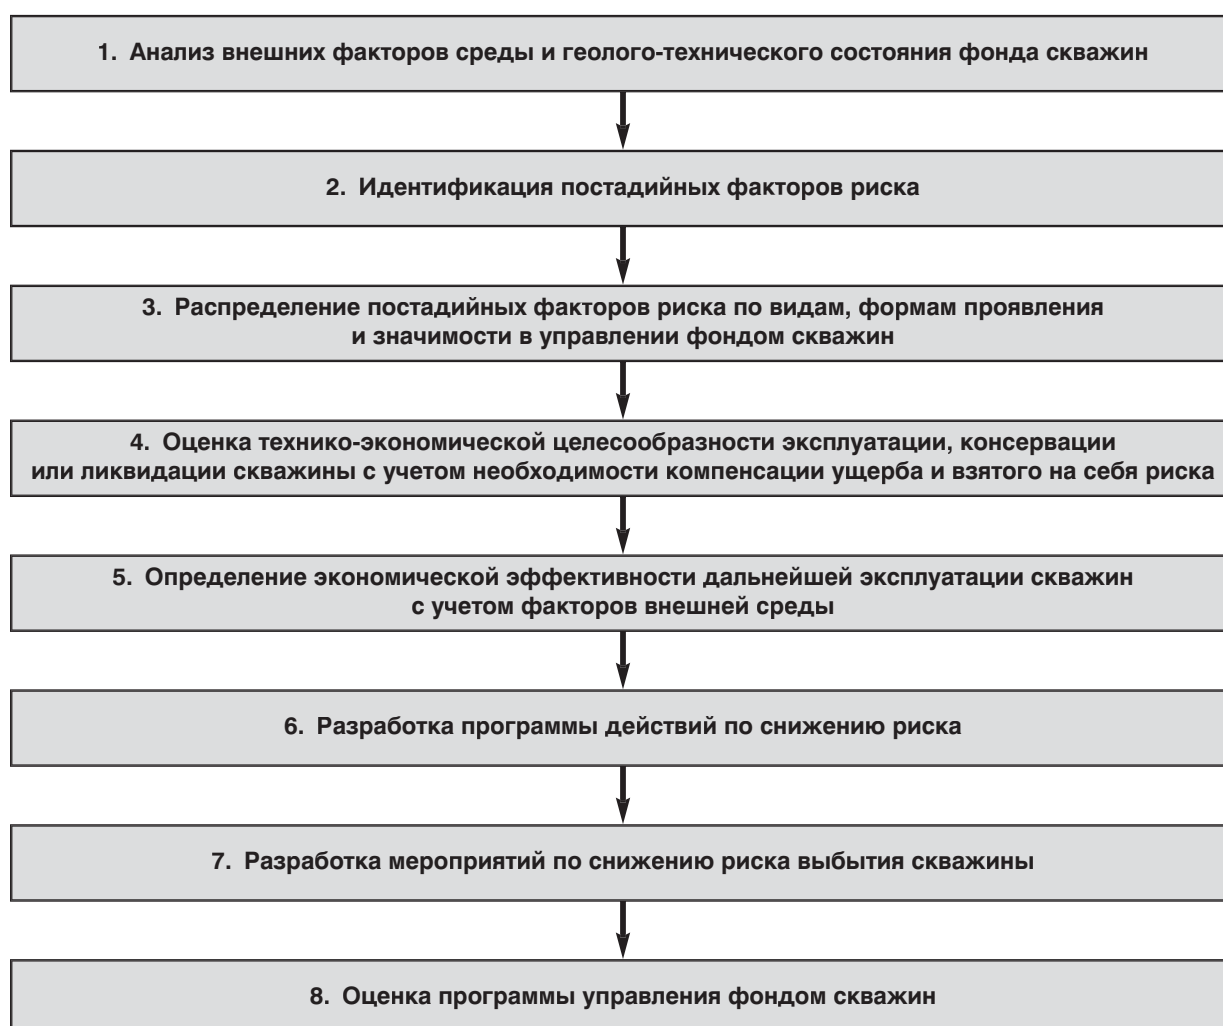 1. Анализ внешних факторов среды и геолого-технического состояния фонда скважин
2. Идентификация постадийных факторов риска
3. Распределение постадийных факторов риска по видам, формам проявления
и значимости в управлении фондом скважин
4. Оценка технико-экономической целесообразности эксплуатации, консервации
или ликвидации скважины с учетом необходимости компенсации ущерба и взятого на себя риска
5. Определение экономической эффективности дальнейшей эксплуатации скважин
с учетом факторов внешней среды
6. Разработка программы действий по снижению риска
7. Разработка мероприятий по снижению риска выбытия скважины
8. Оценка программы управления фондом скважин